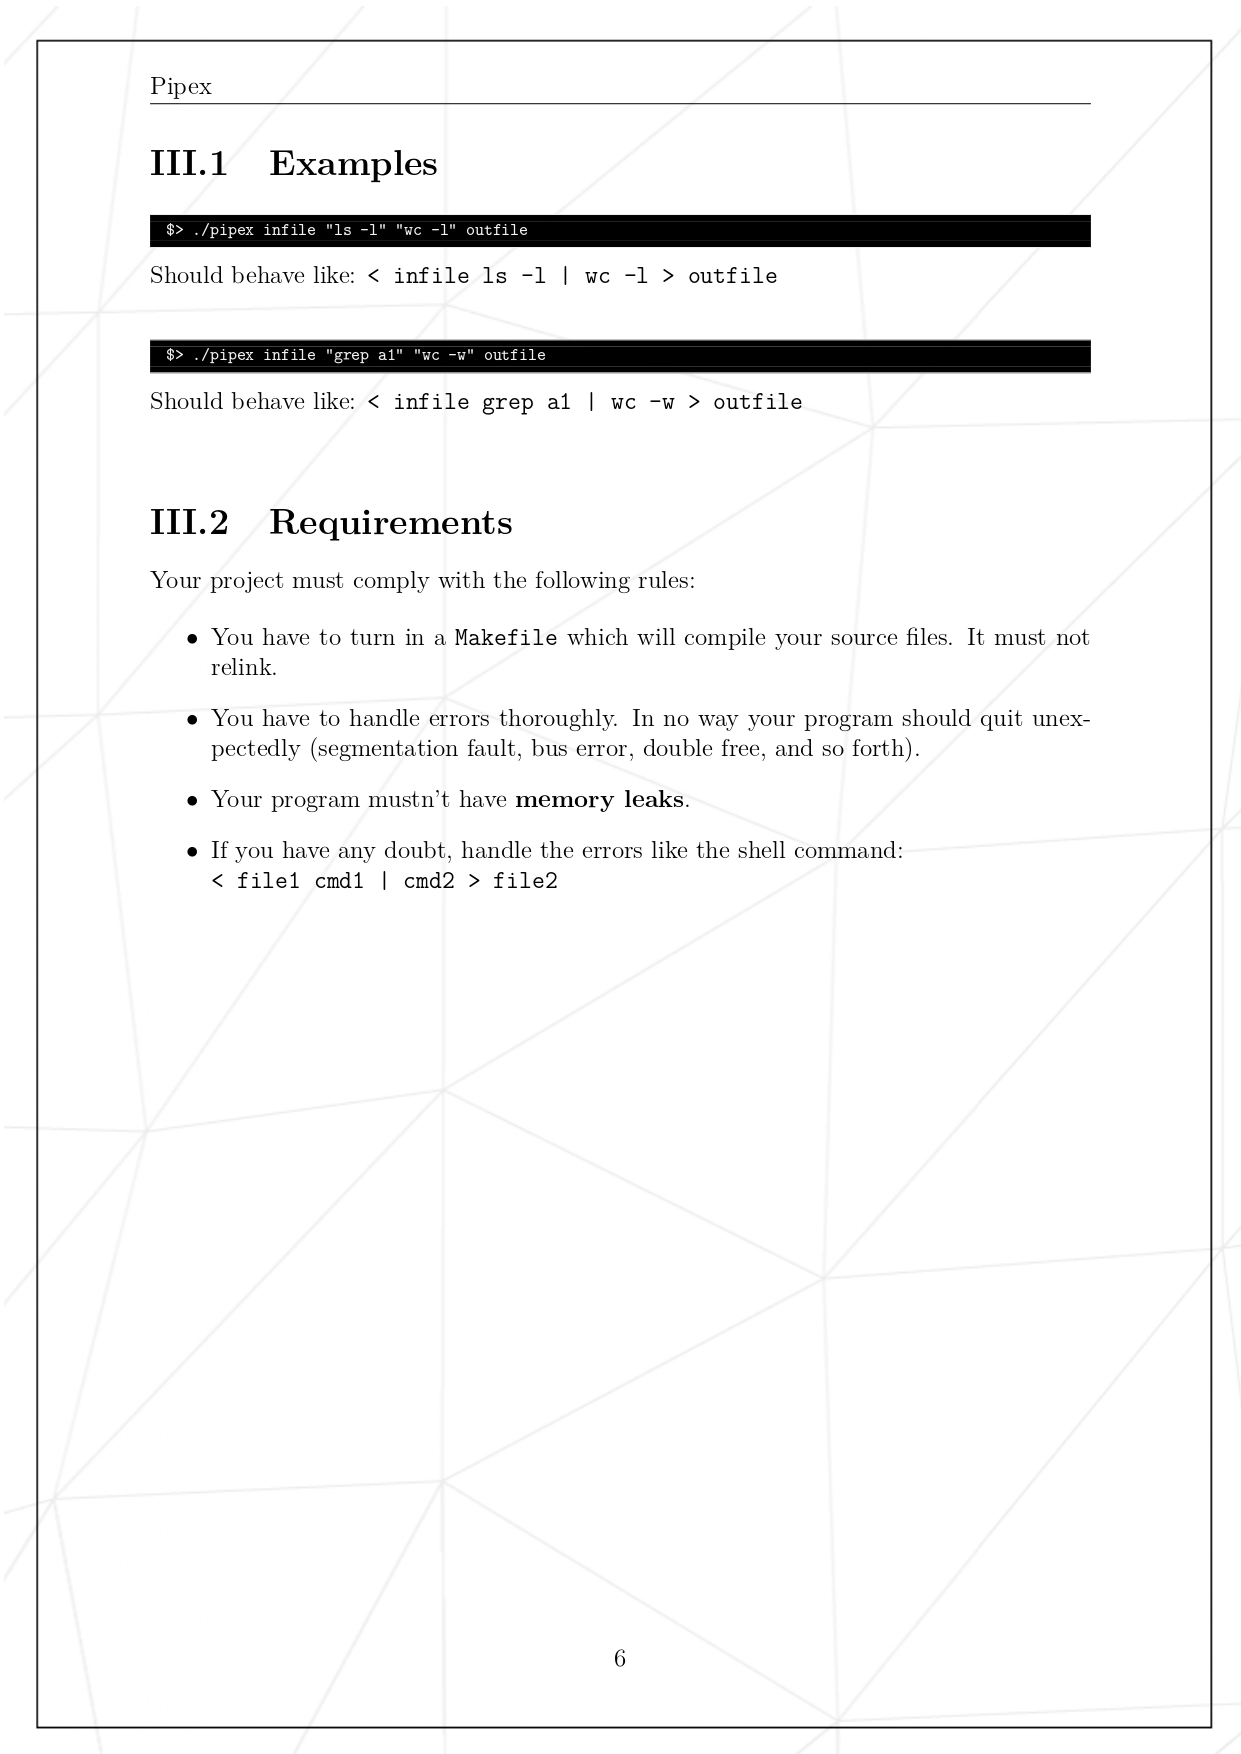 Pipex
III.1 Examples
$> ./pipex infile "ls -l" "wc -l" outfile
Should behave like: < infile ls -l | wc -l > outfile
$> ./pipex infile "grep a1" "wc -w" outfile
Should behave like: < infile grep a1 | wc -w > outfile
III.2 Requirements
Your project must comply with the following rules:
• You have to turn in a Makefile which will compile your source files. It must not
relink.
• You have to handle errors thoroughly. In no way your program should quit unex-
pectedly (segmentation fault, bus error, double free, and so forth).
• Your program mustn't have memory leaks.
• If you have any doubt, handle the errors like the shell command:
< file1 cmd1 | cmd2 > file2
6